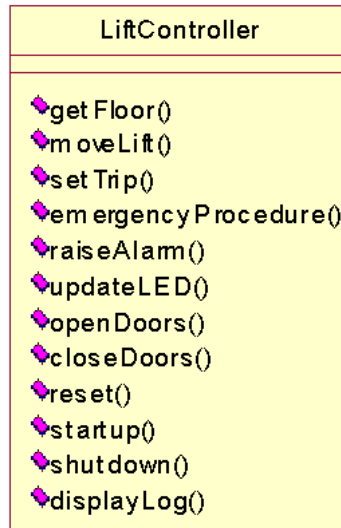 LiftController
getFloor()
moveLift()
setTrip()
emergencyProcedure()
raiseAlarm()
updateLED()
openDoors()
closeDoors()
reset()
startup()
shutdown()
displayLog()